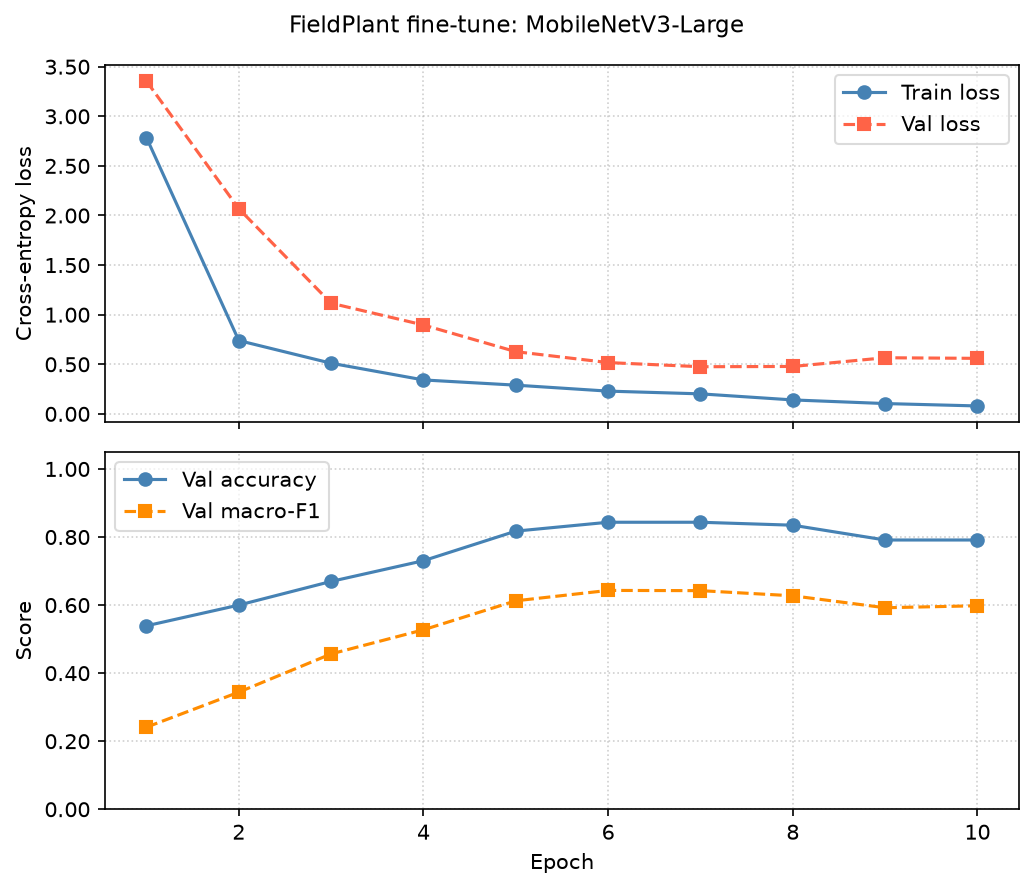 FieldPlant fine-tune: MobileNetV3-Large
3.50
3.00
2.50
2.00
1.50
1.00
0.50
0.00
Cross-entropy loss
Train loss
Val loss
1.00
0.80
0.60
0.40
0.20
0.00
Score
Val accuracy
Val macro-F1
2 4 6 8 10
Epoch